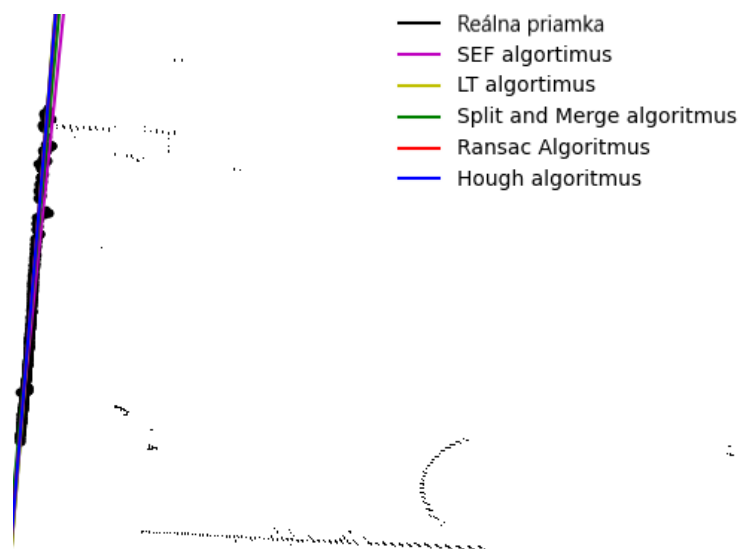 Reálna priamka
SEF algortimus
LT algortimus
Split and Merge algoritmus
Ransac Algoritmus
Hough algoritmus